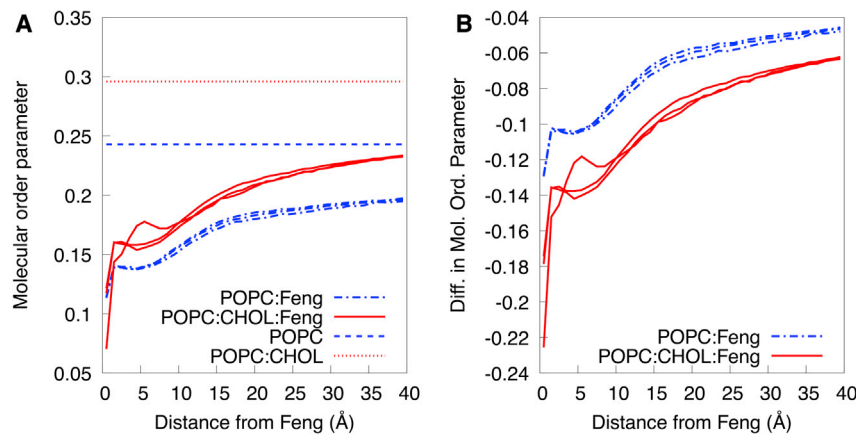 A
Molecular order parameter
0.35
0.3
0.25
0.2
0.15
0.1
0.05
POPC:Feng
POPC:CHOL:Feng
POPC
POPC:CHOL
0 5 10 15 20 25 30 35 40
Distance from Feng (Å)
B
Diff. in Mol. Ord. Parameter
-0.04
-0.06
-0.08
-0.1
-0.12
-0.14
-0.16
-0.18
-0.2
-0.22
-0.24
POPC:Feng
POPC:CHOL:Feng
0 5 10 15 20 25 30 35 40
Distance from Feng (Å)